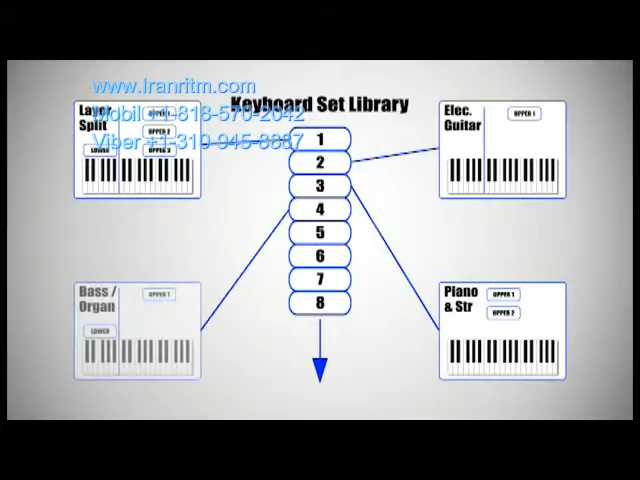 www.Iranritm.com
Keyboard Set Library
Mobil +1-818-570-2042
Viber +1-310-945-8887
Layer
Split
UPPER 1
UPPER 2
LOWER
UPPER 3
1
2
3
4
5
6
7
8
Elec.
Guitar
UPPER 1
Bass /
Organ
UPPER 1
LOWER
Piano
& Str
UPPER 1
UPPER 2